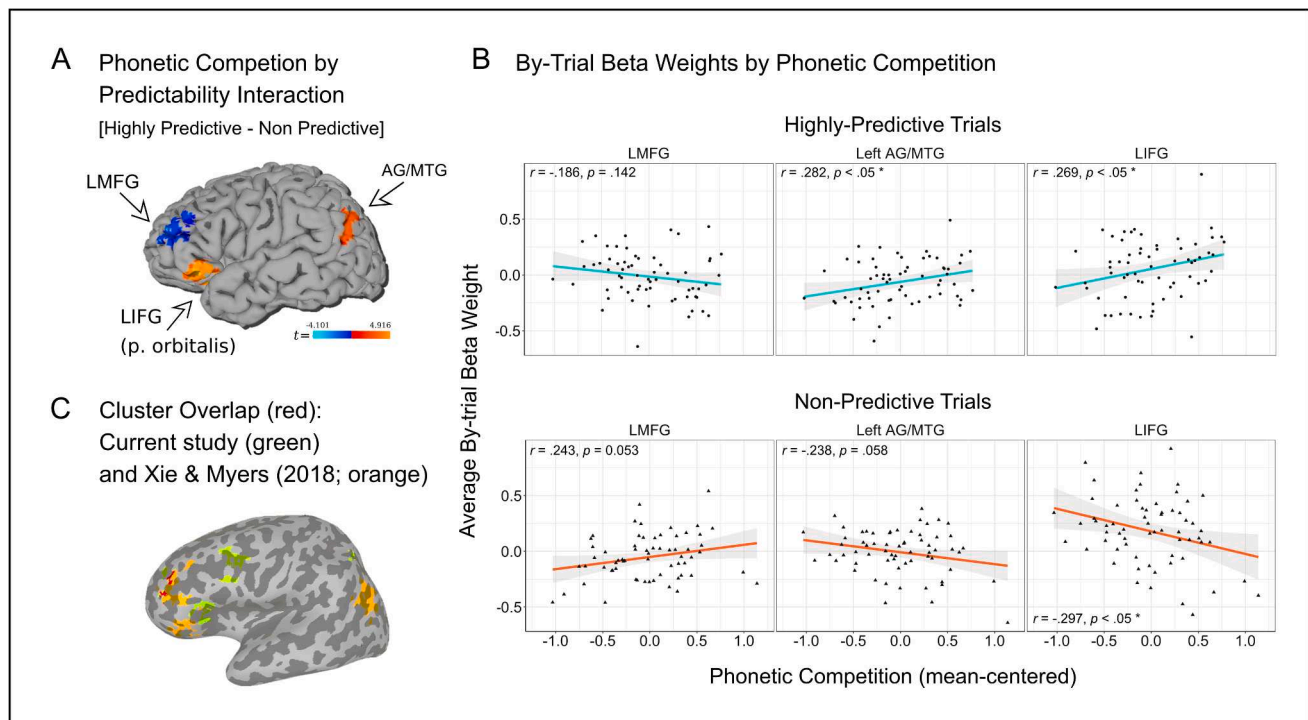 A Phonetic Competion by
Predictability Interaction
[Highly Predictive - Non Predictive]
LMFG
AG/MTG
LIFG
(p. orbitalis)
t= -4.101 4.916
B By-Trial Beta Weights by Phonetic Competition
Highly-Predictive Trials
LMFG Left AG/MTG LIFG
r = -.186, p = .142 r = .282, p < .05 * r = .269, p < .05 *
0.5
0.0
-0.5
Average By-trial Beta Weight
Non-Predictive Trials
LMFG Left AG/MTG LIFG
r = .243, p = 0.053 r = -.238, p = .058
0.5
0.0
-0.5
r = -.297, p < .05 *
-1.0 -0.5 0.0 0.5 1.0 -1.0 -0.5 0.0 0.5 1.0 -1.0 -0.5 0.0 0.5 1.0
Phonetic Competition (mean-centered)
C Cluster Overlap (red):
Current study (green)
and Xie & Myers (2018; orange)